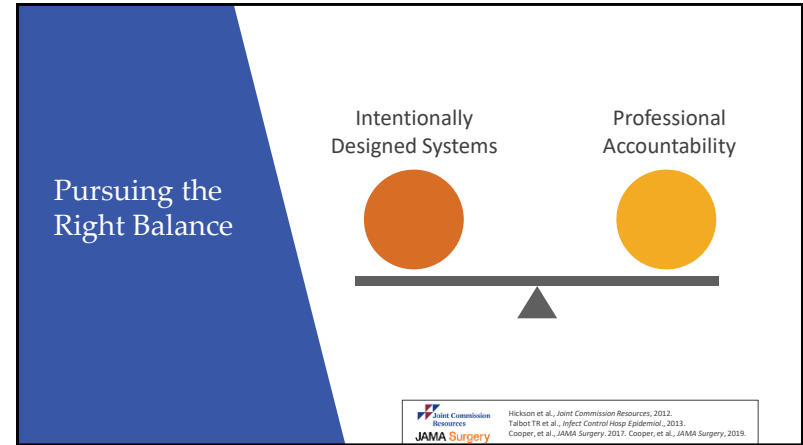 Pursuing the
Right Balance
Intentionally
Designed Systems
Professional
Accountability
Joint Commission
Resources
JAMA Surgery
Hickson et al., Joint Commission Resources, 2012.
Talbot TR et al., Infect Control Hosp Epidemiol., 2013.
Cooper, et al., JAMA Surgery. 2017. Cooper, et al., JAMA Surgery, 2019.